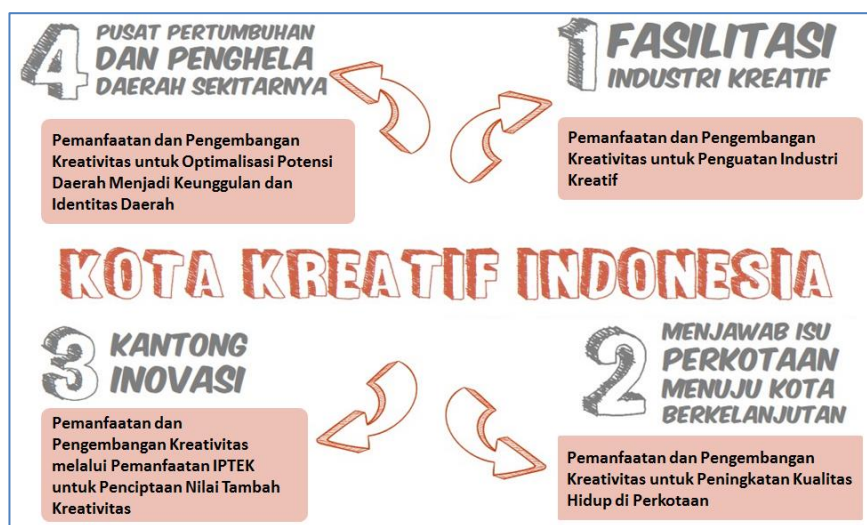 4 PUSAT PERTUMBUHAN
DAN PENGHELA
DAERAH SEKITARNYA
Pemanfaatan dan Pengembangan
Kreativitas untuk Optimalisasi Potensi
Daerah Menjadi Keunggulan dan
Identitas Daerah
1 FASILITASI
INDUSTRI KREATIF
Pemanfaatan dan Pengembangan
Kreativitas untuk Penguatan Industri
Kreatif
KOTA KREATIF INDONESIA
3 KANTONG
INOVASI
Pemanfaatan dan
Pengembangan Kreativitas
melalui Pemanfaatan IPTEK
untuk Penciptaan Nilai Tambah
Kreativitas
2 MENJAWAB ISU
PERKOTAAN
MENUJU KOTA
BERKELANJUTAN
Pemanfaatan dan Pengembangan
Kreativitas untuk Peningkatan Kualitas
Hidup di Perkotaan